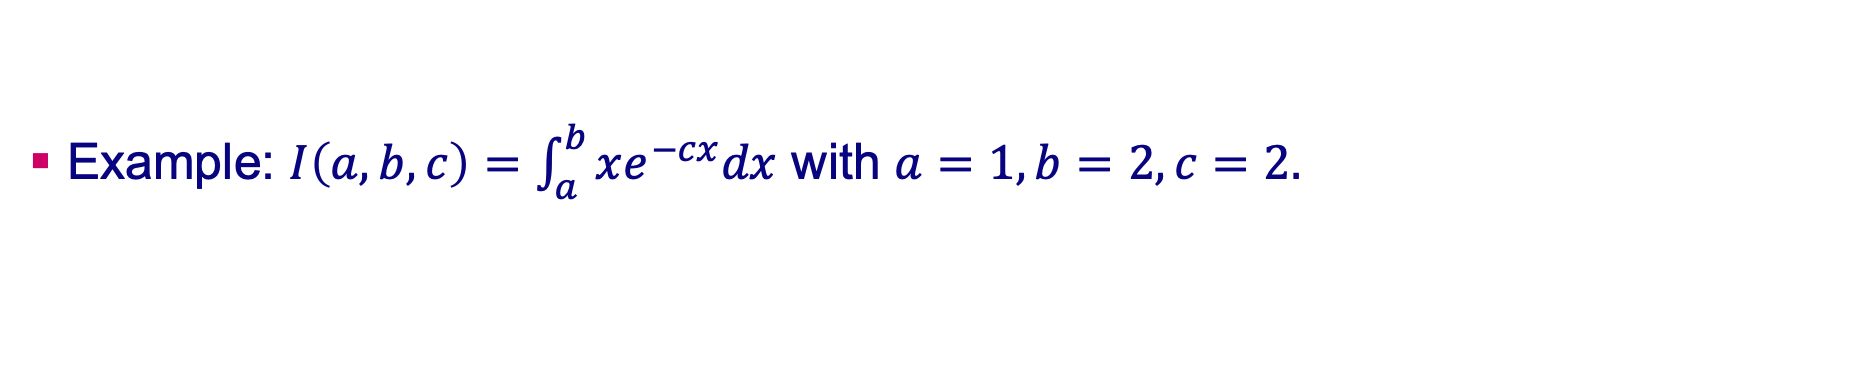 ▪ Example: I(a, b, c) = ∫_a^b xe^{−cx}dx with a = 1, b = 2, c = 2.